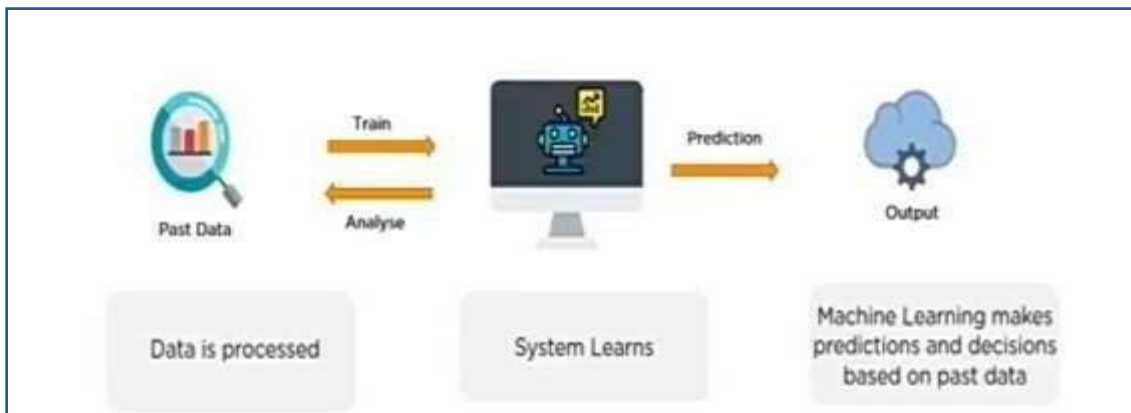 Train
Prediction
Past Data
Analyse
Output
Data is processed
System Learns
Machine Learning makes
predictions and decisions
based on past data